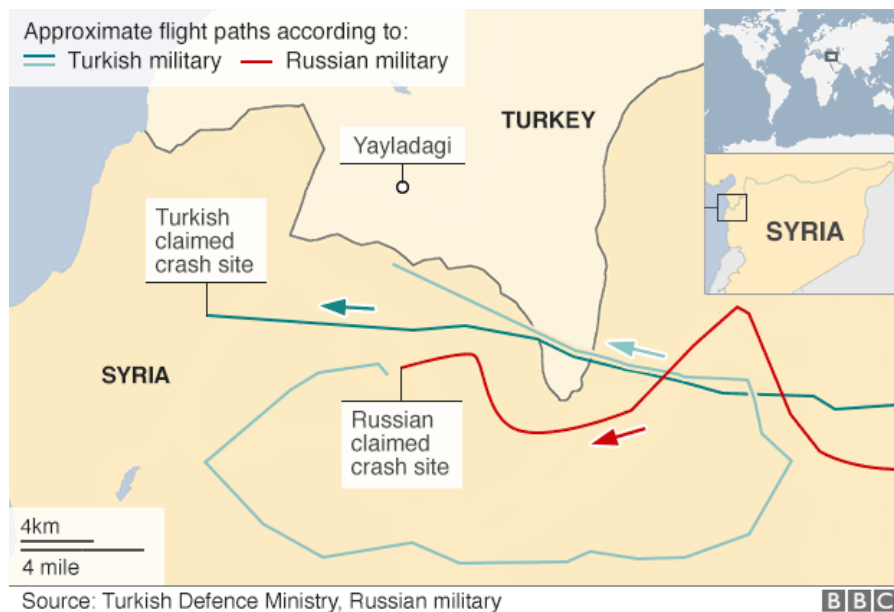 Approximate flight paths according to:
Turkish military Russian military
TURKEY
Yayladagi
Turkish
claimed
crash site
SYRIA
SYRIA
Russian
claimed
crash site
4km
4 mile
Source: Turkish Defence Ministry, Russian military
BBC